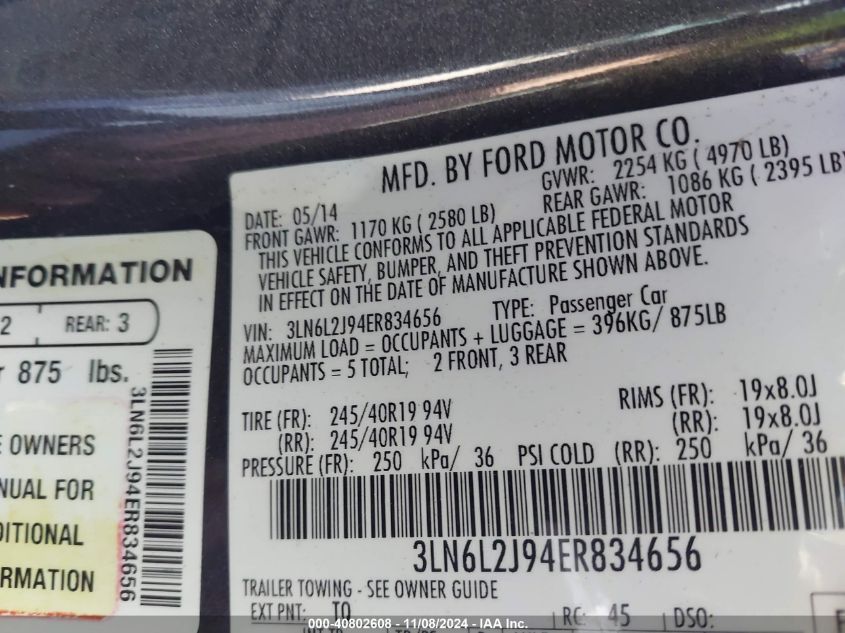 MFD. BY FORD MOTOR CO.
DATE: 05/14 GVWR: 2254 KG ( 4970 LB)
FRONT GAWR: 1170 KG ( 2580 LB) REAR GAWR: 1086 KG ( 2395 LB)
THIS VEHICLE CONFORMS TO ALL APPLICABLE FEDERAL MOTOR
VEHICLE SAFETY, BUMPER, AND THEFT PREVENTION STANDARDS
IN EFFECT ON THE DATE OF MANUFACTURE SHOWN ABOVE.
VIN: 3LN6L2J94ER834656 TYPE: Passenger Car
MAXIMUM LOAD = OCCUPANTS + LUGGAGE = 396KG/ 875LB
OCCUPANTS = 5 TOTAL; 2 FRONT, 3 REAR
TIRE (FR): 245/40R19 94V RIMS (FR): 19x8.0J
(RR): 245/40R19 94V (RR): 19x8.0J
PRESSURE (FR): 250 kPa/ 36 PSI COLD (RR): 250 kPa/ 36
3LN6L2J94ER834656
TRAILER TOWING - SEE OWNER GUIDE
EXT PNT: RC: 45 DSO:
NFORMATION
2 REAR: 3
875 lbs.
OWNERS
NUAL FOR
DITIONAL
RMATION
3LN6L2J94ER834656
000-40802608 - 11/08/2024 - IAA Inc.